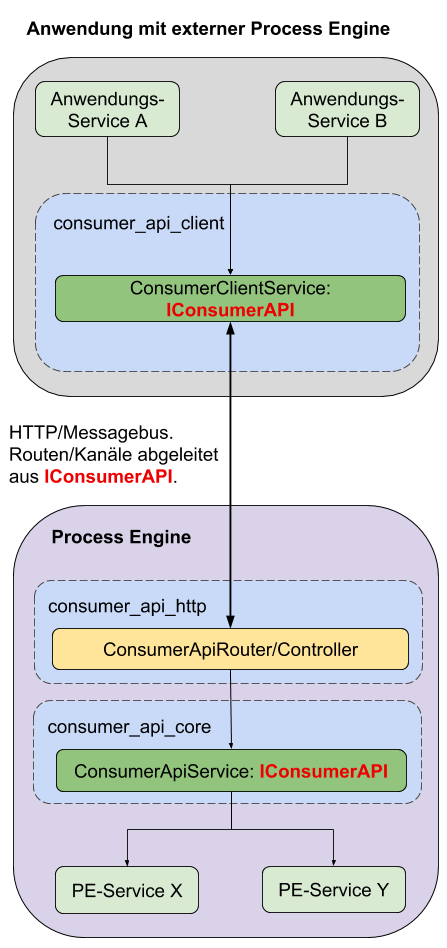 Anwendung mit externer Process Engine
Anwendungs-
Service A
Anwendungs-
Service B
consumer_api_client
ConsumerClientService:
IConsumerAPI
HTTP/Messagebus.
Routen/Kanäle abgeleitet
aus IConsumerAPI.
Process Engine
consumer_api_http
ConsumerApiRouter/Controller
consumer_api_core
ConsumerApiService: IConsumerAPI
PE-Service X
PE-Service Y